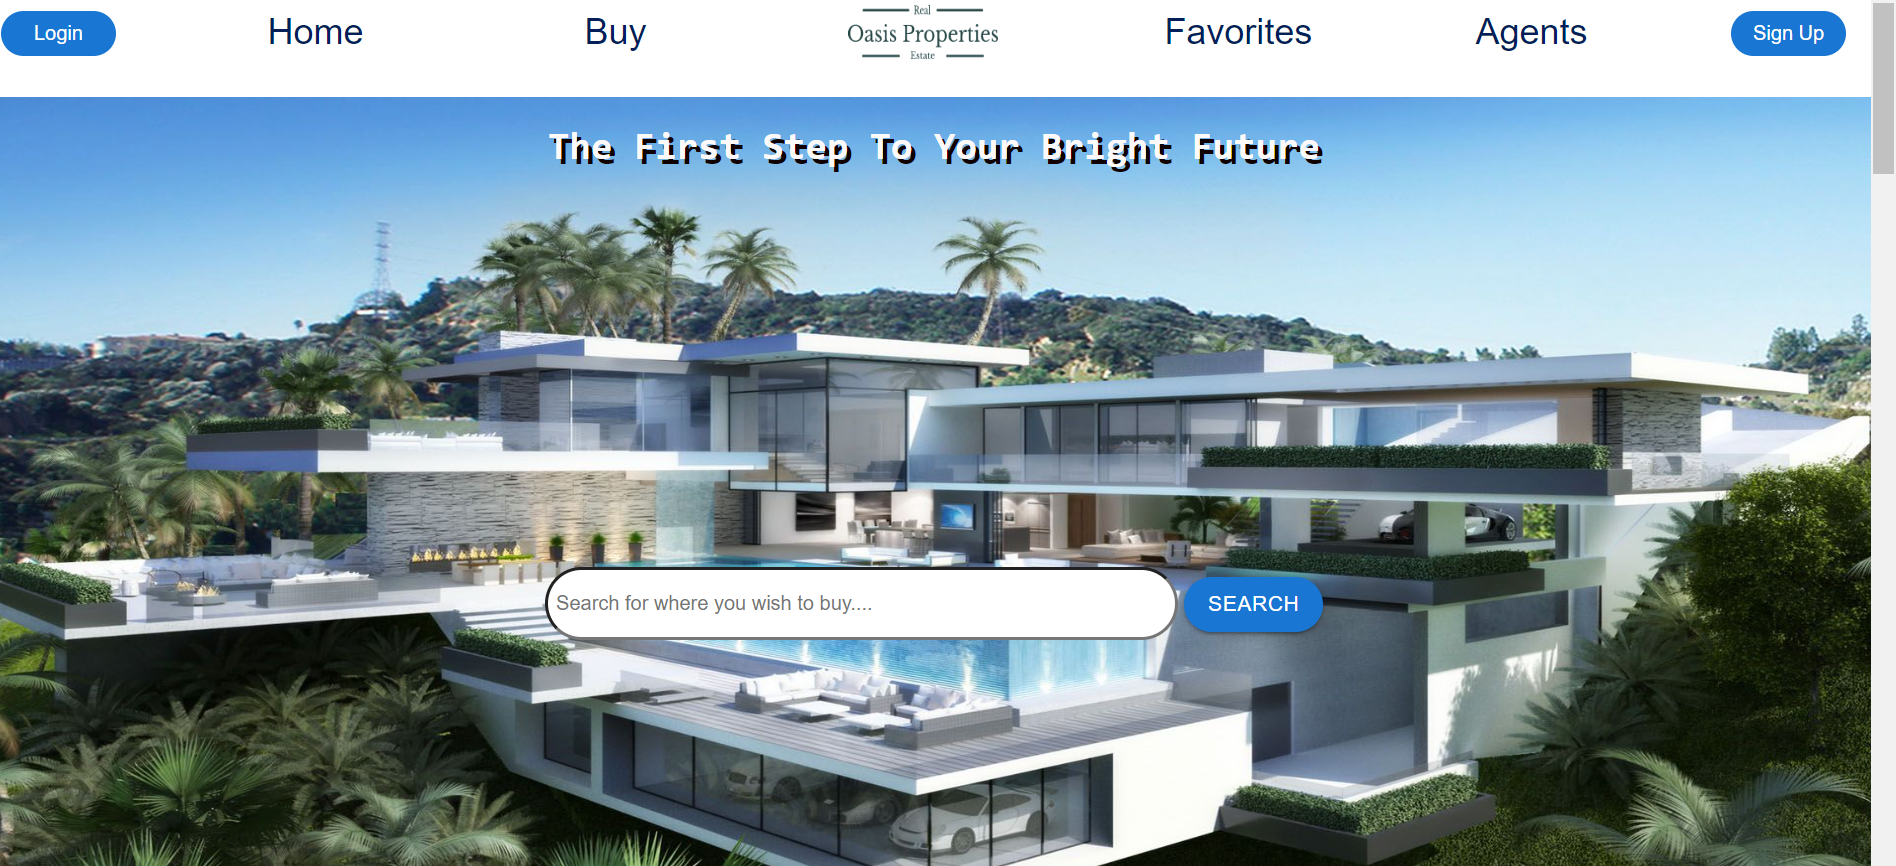 Login
Home
Buy
Real
Oasis Properties
Estate
Favorites
Agents
Sign Up
The First Step To Your Bright Future
Search for where you wish to buy....
SEARCH